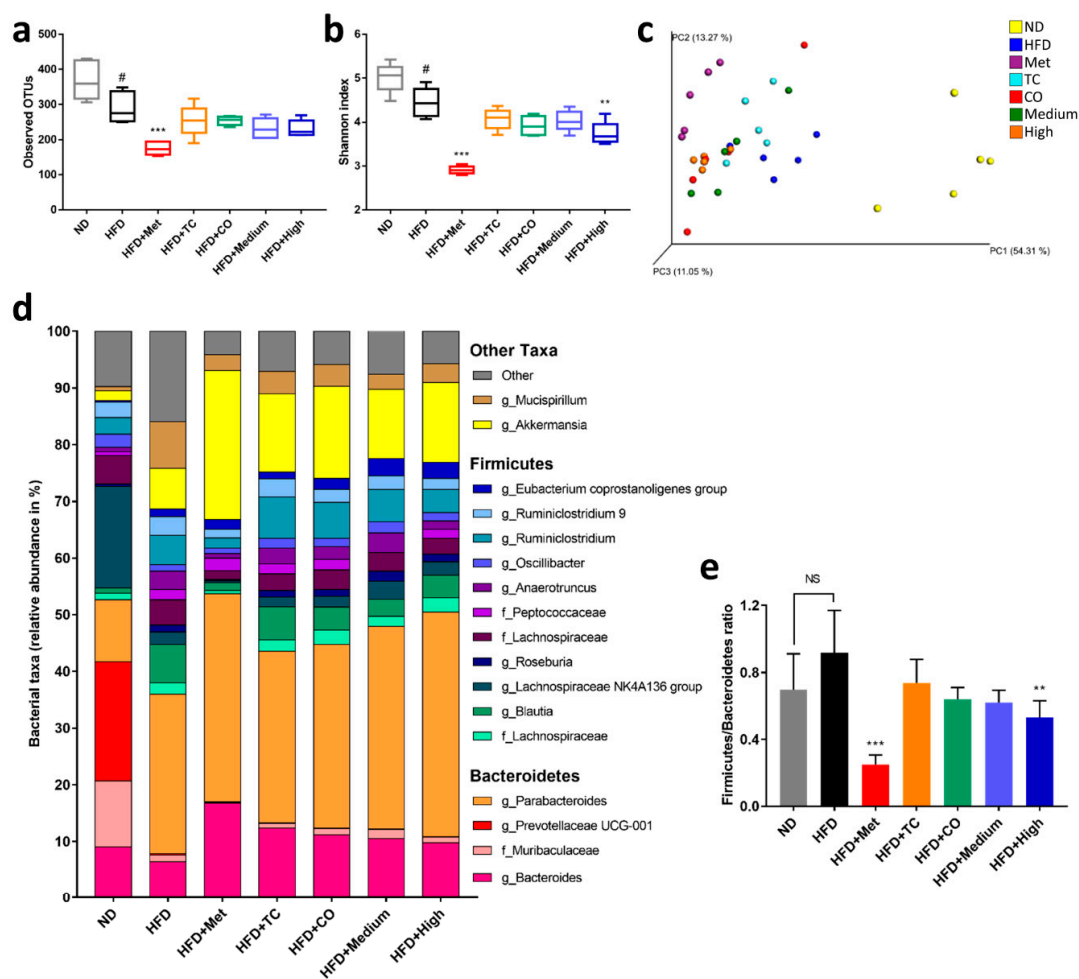 a
Observed OTUs
500
400
300
200
100
0
#
***
ND
HFD
HFD+Met
HFD+TC
HFD+CO
HFD+Medium
HFD+High
b
Shannon index
6
5
4
3
2
#
***
**
ND
HFD
HFD+Met
HFD+TC
HFD+CO
HFD+Medium
HFD+High
c
PC2 (13.27 %)
PC1 (54.31 %)
PC3 (11.05 %)
ND
HFD
Met
TC
CO
Medium
High
d
Bacterial taxa (relative abundance in %)
100
90
80
70
60
50
40
30
20
10
0
ND
HFD
HFD+Met
HFD+TC
HFD+CO
HFD+Medium
HFD+High
Other Taxa
Other
g_Mucispirillum
g_Akkermansia
Firmicutes
g_Eubacterium coprostanoligenes group
g_Ruminiclostridium 9
g_Ruminiclostridium
g_Oscillibacter
g_Anaerotruncus
f_Peptococcaceae
f_Lachnospiraceae
g_Roseburia
g_Lachnospiraceae NK4A136 group
g_Blautia
f_Lachnospiraceae
Bacteroidetes
g_Parabacteroides
g_Prevotellaceae UCG-001
f_Muribaculaceae
g_Bacteroides
e
Firmicutes/Bacteroidetes ratio
1.2
0.8
0.4
0.0
NS
***
**
ND
HFD
HFD+Met
HFD+TC
HFD+CO
HFD+Medium
HFD+High